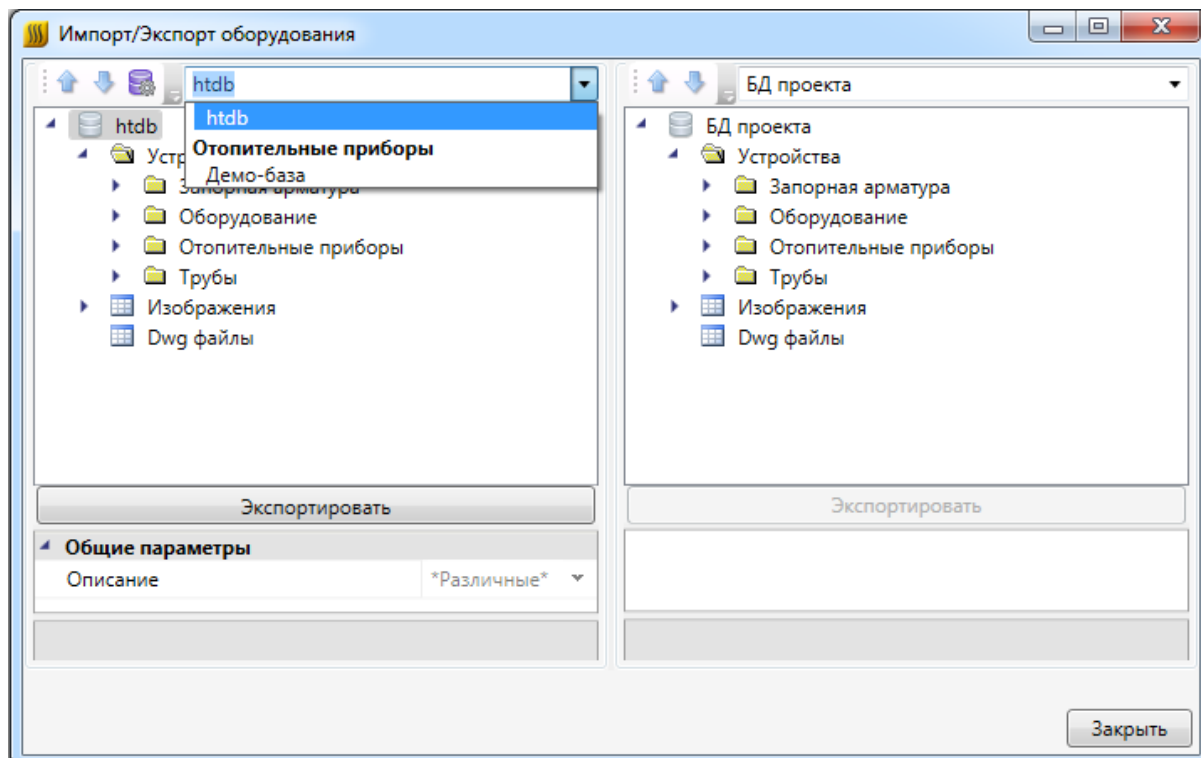 Импорт/Экспорт оборудования
htdb
htdb
Отопительные приборы
Демо-база
htdb
Устр
Запорная арматура
Оборудование
Отопительные приборы
Трубы
Изображения
Dwg файлы
Экспортировать
Общие параметры
Описание *Различные*
БД проекта
БД проекта
Устройства
Запорная арматура
Оборудование
Отопительные приборы
Трубы
Изображения
Dwg файлы
Экспортировать
Закрыть